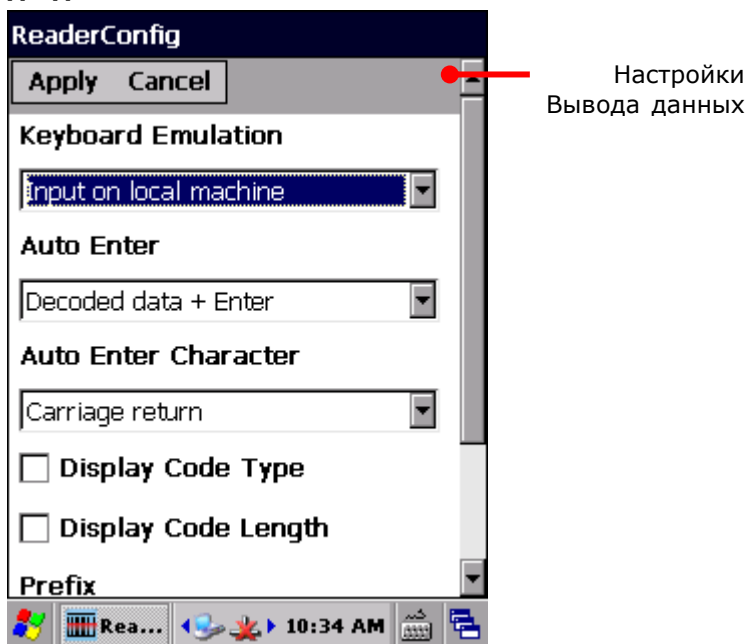 ReaderConfig
Apply Cancel
Настройки
Вывода данных
Keyboard Emulation
Input on local machine
Auto Enter
Decoded data + Enter
Auto Enter Character
Carriage return
Display Code Type
Display Code Length
Prefix
Rea... 10:34 AM